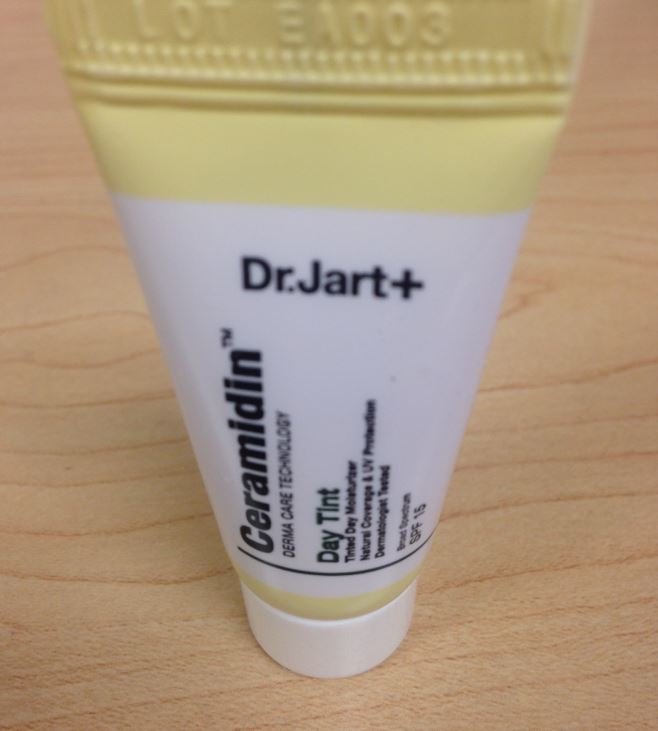 LOT EA003
Dr.Jart+
Ceramidin™
DERMA CARE TECHNOLOGY
Day Tint
Tinted Day Moisturizer
Natural Coverage & UV Protection
Dermatologist Tested
Broad Spectrum
SPF 15